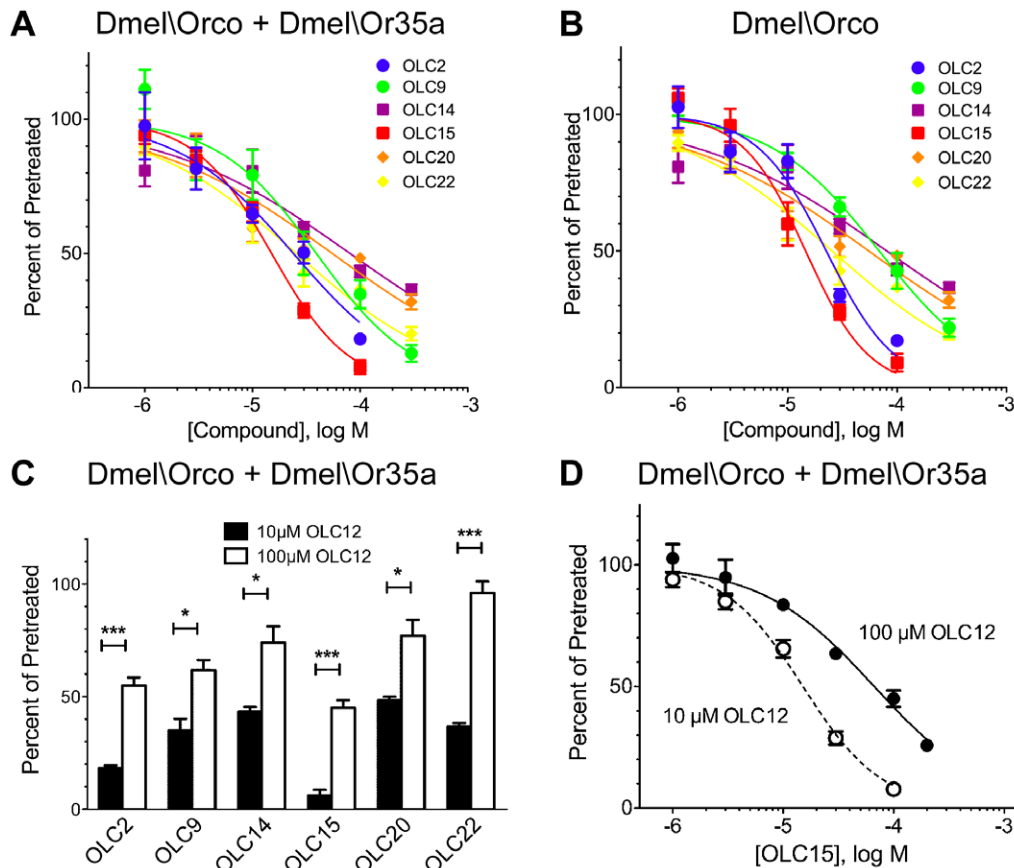 A
Dmel\Orco + Dmel\Or35a
Percent of Pretreated
100
50
0
OLC2
OLC9
OLC14
OLC15
OLC20
OLC22
-6
-5
-4
-3
[Compound], log M
B
Dmel\Orco
Percent of Pretreated
100
50
0
OLC2
OLC9
OLC14
OLC15
OLC20
OLC22
-6
-5
-4
-3
[Compound], log M
C
Dmel\Orco + Dmel\Or35a
Percent of Pretreated
100
50
0
10µM OLC12
100µM OLC12
***
*
*
***
*
***
OLC2
OLC9
OLC14
OLC15
OLC20
OLC22
D
Dmel\Orco + Dmel\Or35a
Percent of Pretreated
100
50
0
100 µM OLC12
10 µM OLC12
-6
-5
-4
-3
[OLC15], log M